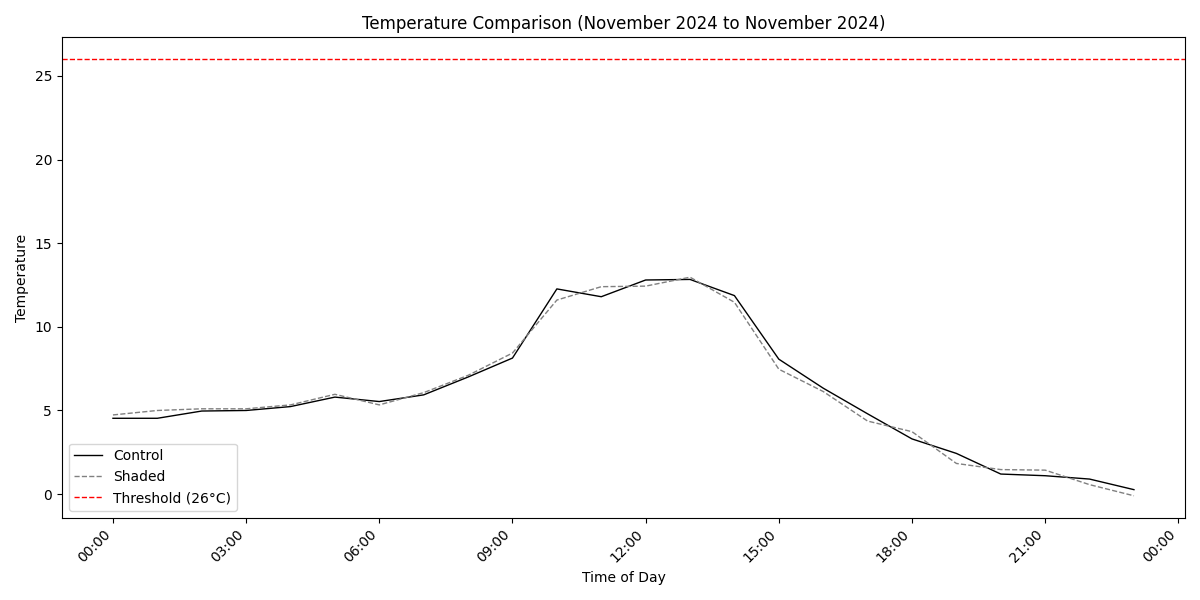 Temperature Comparison (November 2024 to November 2024)
Temperature
25
20
15
10
5
0
Control
Shaded
Threshold (26°C)
00:00
03:00
06:00
09:00
12:00
15:00
18:00
21:00
00:00
Time of Day